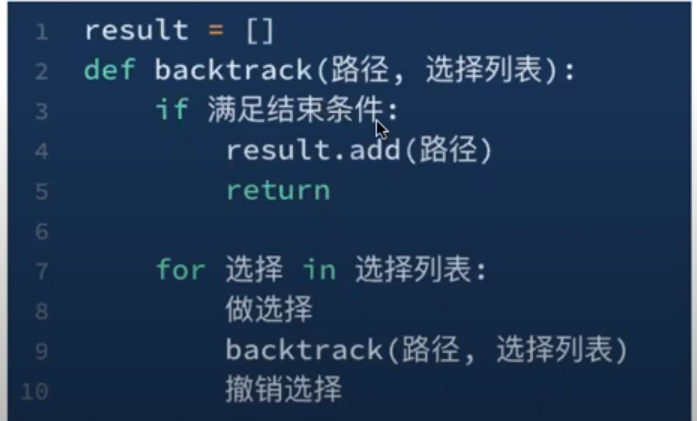 1 result = []
2 def backtrack(路径, 选择列表):
3     if 满足结束条件:
4         result.add(路径)
5         return
6
7     for 选择 in 选择列表:
8         做选择
9         backtrack(路径, 选择列表)
10         撤销选择